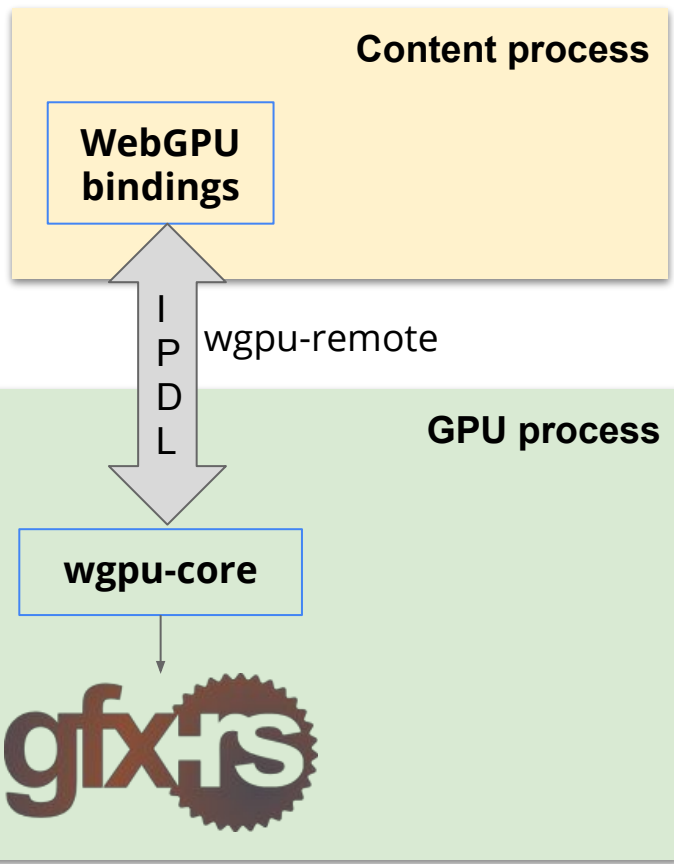 Content process
WebGPU
bindings
I
P
D
L
wgpu-remote
GPU process
wgpu-core
gfx-rs